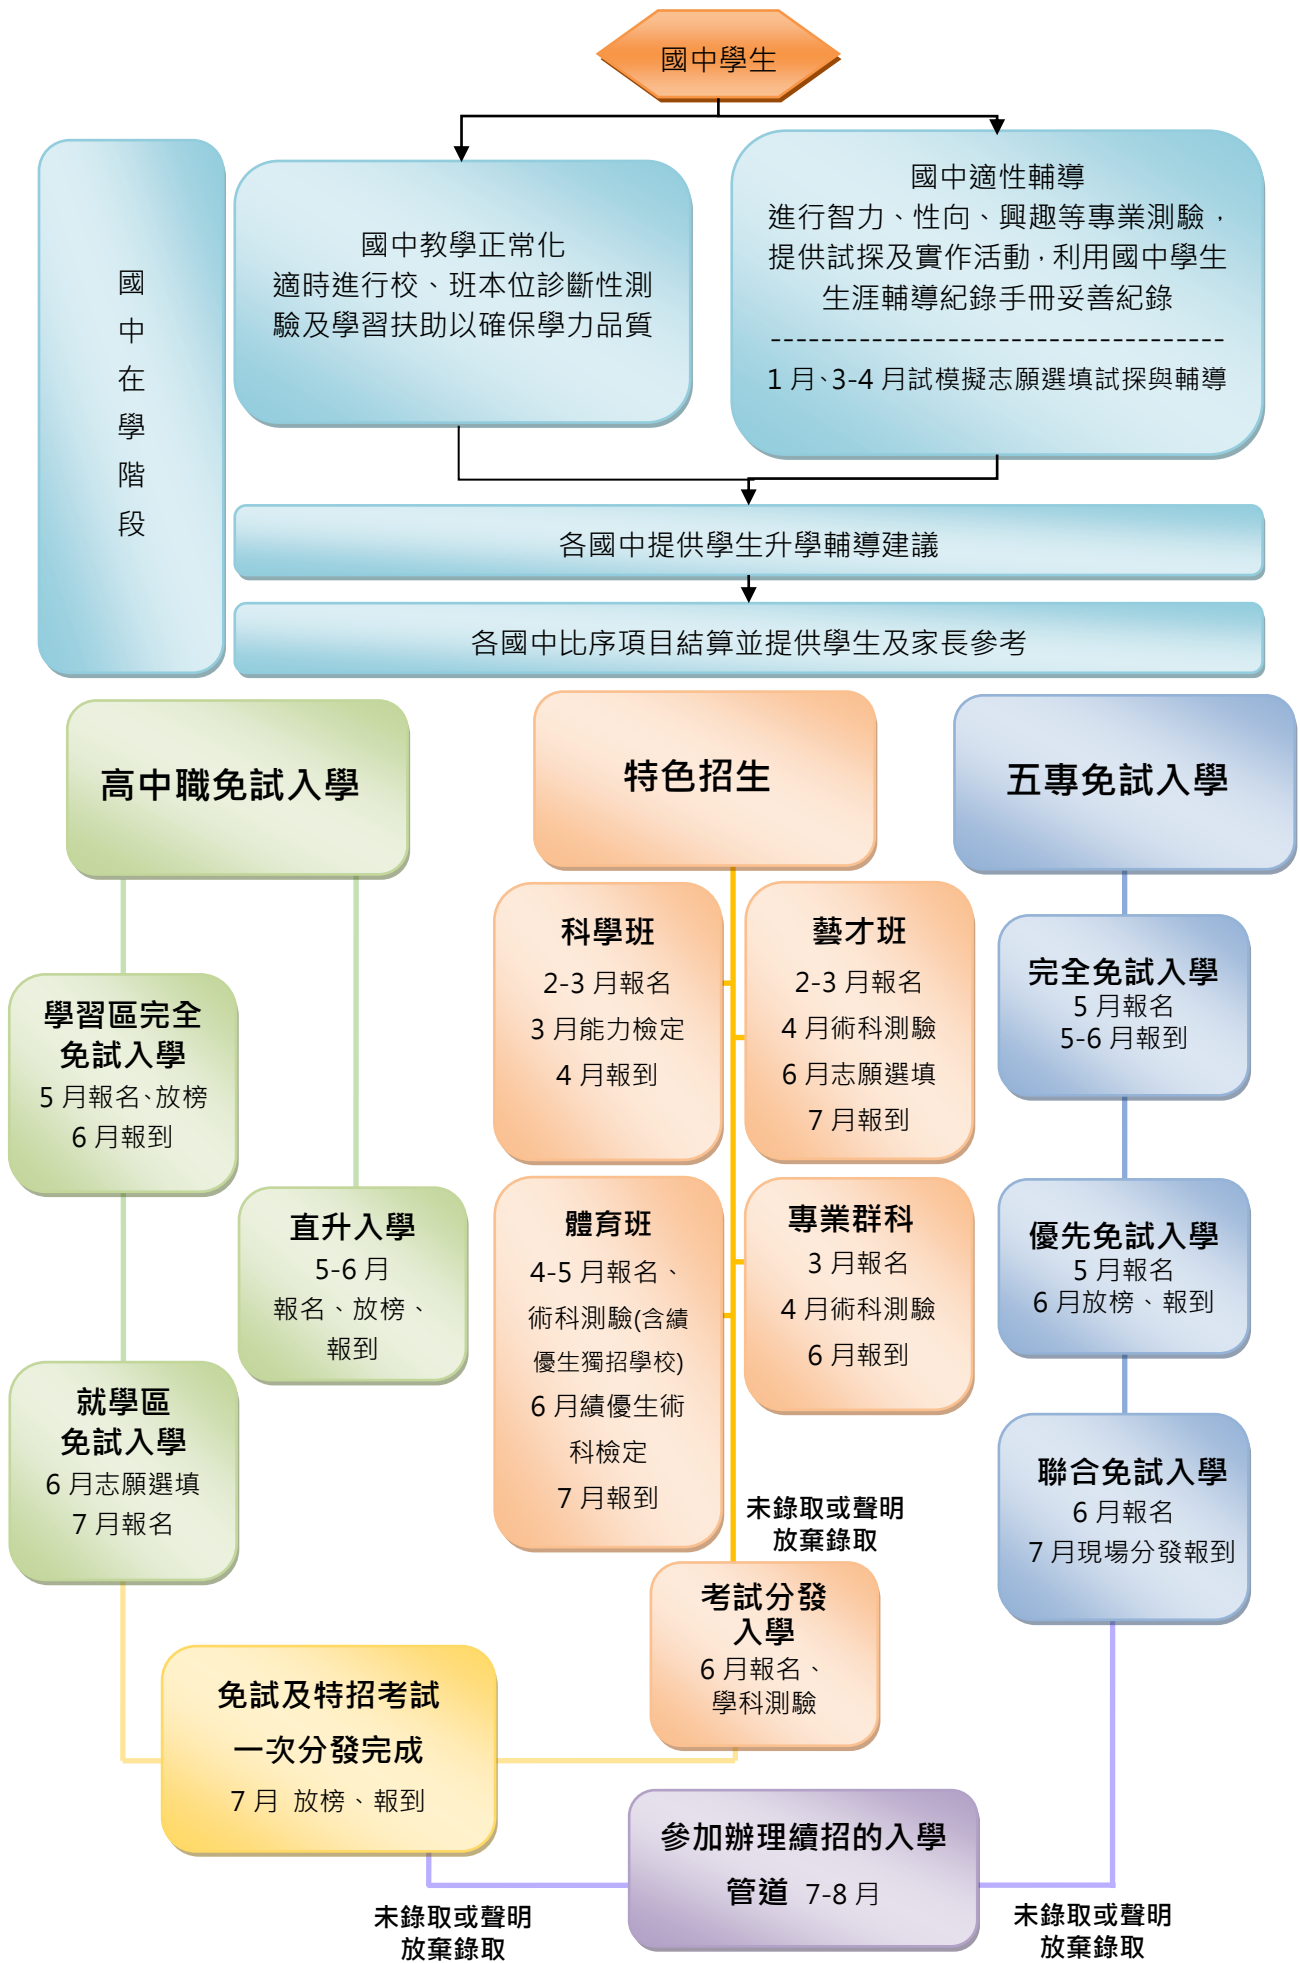 國中學生
國中在學階段
國中教學正常化
適時進行校、班本位診斷性測
驗及學習扶助以確保學力品質
國中適性輔導
進行智力、性向、興趣等專業測驗，
提供試探及實作活動，利用國中學生
生涯輔導紀錄手冊妥善紀錄
------------------------------------
1 月、3-4 月試模擬志願選填試探與輔導
各國中提供學生升學輔導建議
各國中比序項目結算並提供學生及家長參考
高中職免試入學
學習區完全
免試入學
5 月報名、放榜
6 月報到
直升入學
5-6 月
報名、放榜、
報到
就學區
免試入學
6 月志願選填
7 月報名
特色招生
科學班
2-3 月報名
3 月能力檢定
4 月報到
藝才班
2-3 月報名
4 月術科測驗
6 月志願選填
7 月報到
體育班
4-5 月報名、
術科測驗(含績
優生獨招學校)
6 月績優生術
科檢定
7 月報到
專業群科
3 月報名
4 月術科測驗
6 月報到
未錄取或聲明
放棄錄取
考試分發
入學
6 月報名、
學科測驗
五專免試入學
完全免試入學
5 月報名
5-6 月報到
優先免試入學
5 月報名
6 月放榜、報到
聯合免試入學
6 月報名
7 月現場分發報到
免試及特招考試
一次分發完成
7 月 放榜、報到
參加辦理續招的入學
管道 7-8 月
未錄取或聲明
放棄錄取
未錄取或聲明
放棄錄取